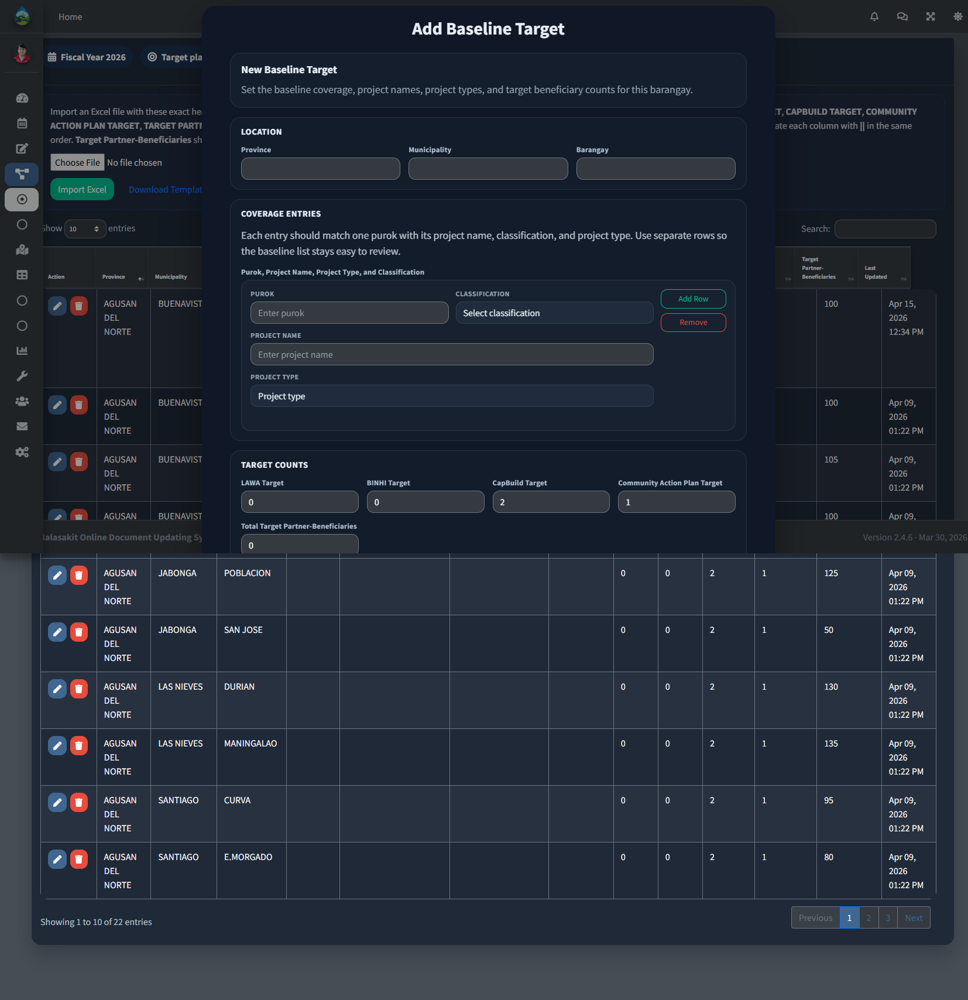 Home
Add Baseline Target
Fiscal Year 2026
Target pla
New Baseline Target
Set the baseline coverage, project names, project types, and target beneficiary counts for this barangay.
Import an Excel file with these exact hea
ACTION PLAN TARGET, TARGET PARTN
order. Target Partner-Beneficiaries sh
T, CAPBUILD TARGET, COMMUNITY
ate each column with || in the same
Choose File No file chosen
Import Excel
Download Templat
LOCATION
Province
Municipality
Barangay
Show 10 entries
Search:
COVERAGE ENTRIES
Each entry should match one purok with its project name, classification, and project type. Use separate rows so
the baseline list stays easy to review.
Purok, Project Name, Project Type, and Classification
PUROK
CLASSIFICATION
Enter purok
Select classification
Add Row
Remove
PROJECT NAME
Enter project name
PROJECT TYPE
Project type
TARGET COUNTS
LAWA Target
BINHI Target
CapBuild Target
Community Action Plan Target
0
0
2
1
Total Target Partner-Beneficiaries
0
Action
Province
Municipality
Target
Partner-
Beneficiaries
Last
Updated
AGUSAN
DEL
NORTE
BUENAVIST
100
Apr 15,
2026
12:34 PM
AGUSAN
DEL
NORTE
BUENAVIST
100
Apr 09,
2026
01:22 PM
AGUSAN
DEL
NORTE
BUENAVIST
105
Apr 09,
2026
01:22 PM
AGUSAN
BUENAVIST
100
Apr 09,
alasakit Online Document Updating Sy
Version 2.4.6 · Mar 30, 2026
AGUSAN
DEL
NORTE
JABONGA
POBLACION
0
0
2
1
125
Apr 09,
2026
01:22 PM
AGUSAN
DEL
NORTE
JABONGA
SAN JOSE
0
0
2
1
50
Apr 09,
2026
01:22 PM
AGUSAN
DEL
NORTE
LAS NIEVES
DURIAN
0
0
2
1
130
Apr 09,
2026
01:22 PM
AGUSAN
DEL
NORTE
LAS NIEVES
MANINGALAO
0
0
2
1
135
Apr 09,
2026
01:22 PM
AGUSAN
DEL
NORTE
SANTIAGO
CURVA
0
0
2
1
95
Apr 09,
2026
01:22 PM
AGUSAN
DEL
NORTE
SANTIAGO
E.MORGADO
0
0
2
1
80
Apr 09,
2026
01:22 PM
Showing 1 to 10 of 22 entries
Previous 1 2 3 Next